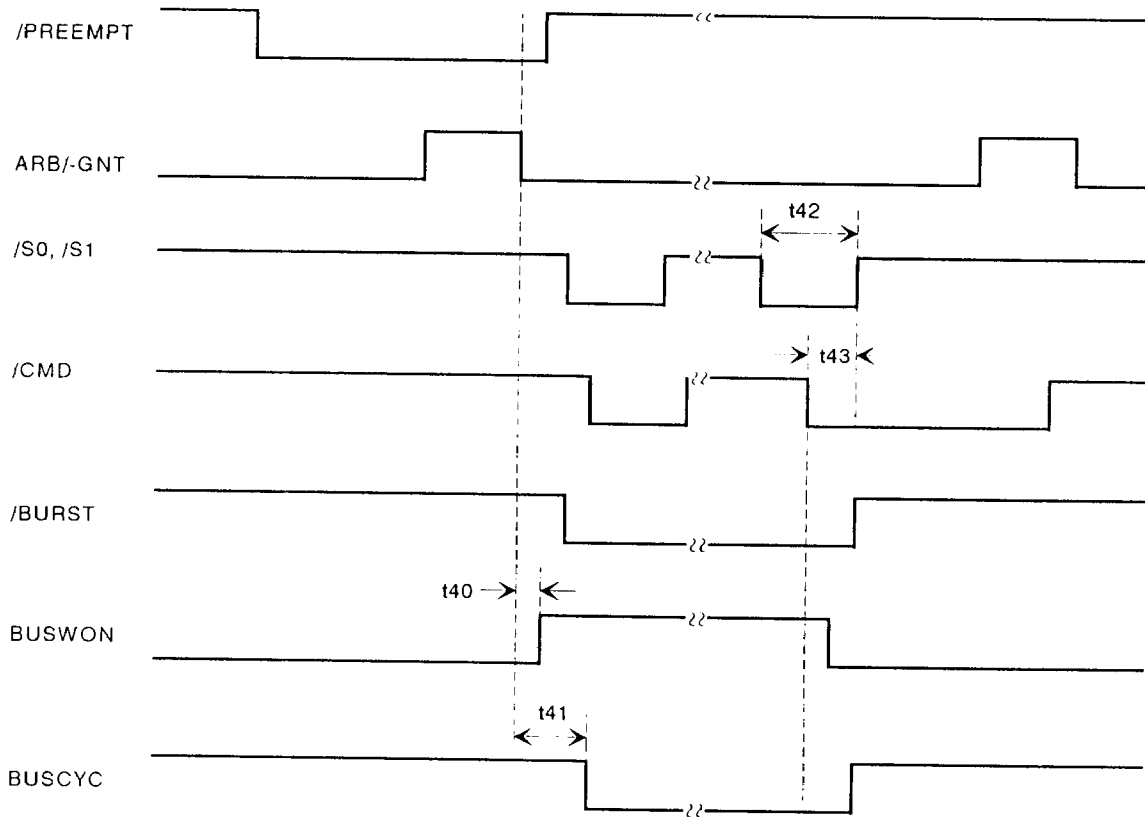 /PREEMPT
ARB/-GNT
t42
/S0, /S1
t43
/CMD
/BURST
t40
BUSWON
t41
BUSCYC